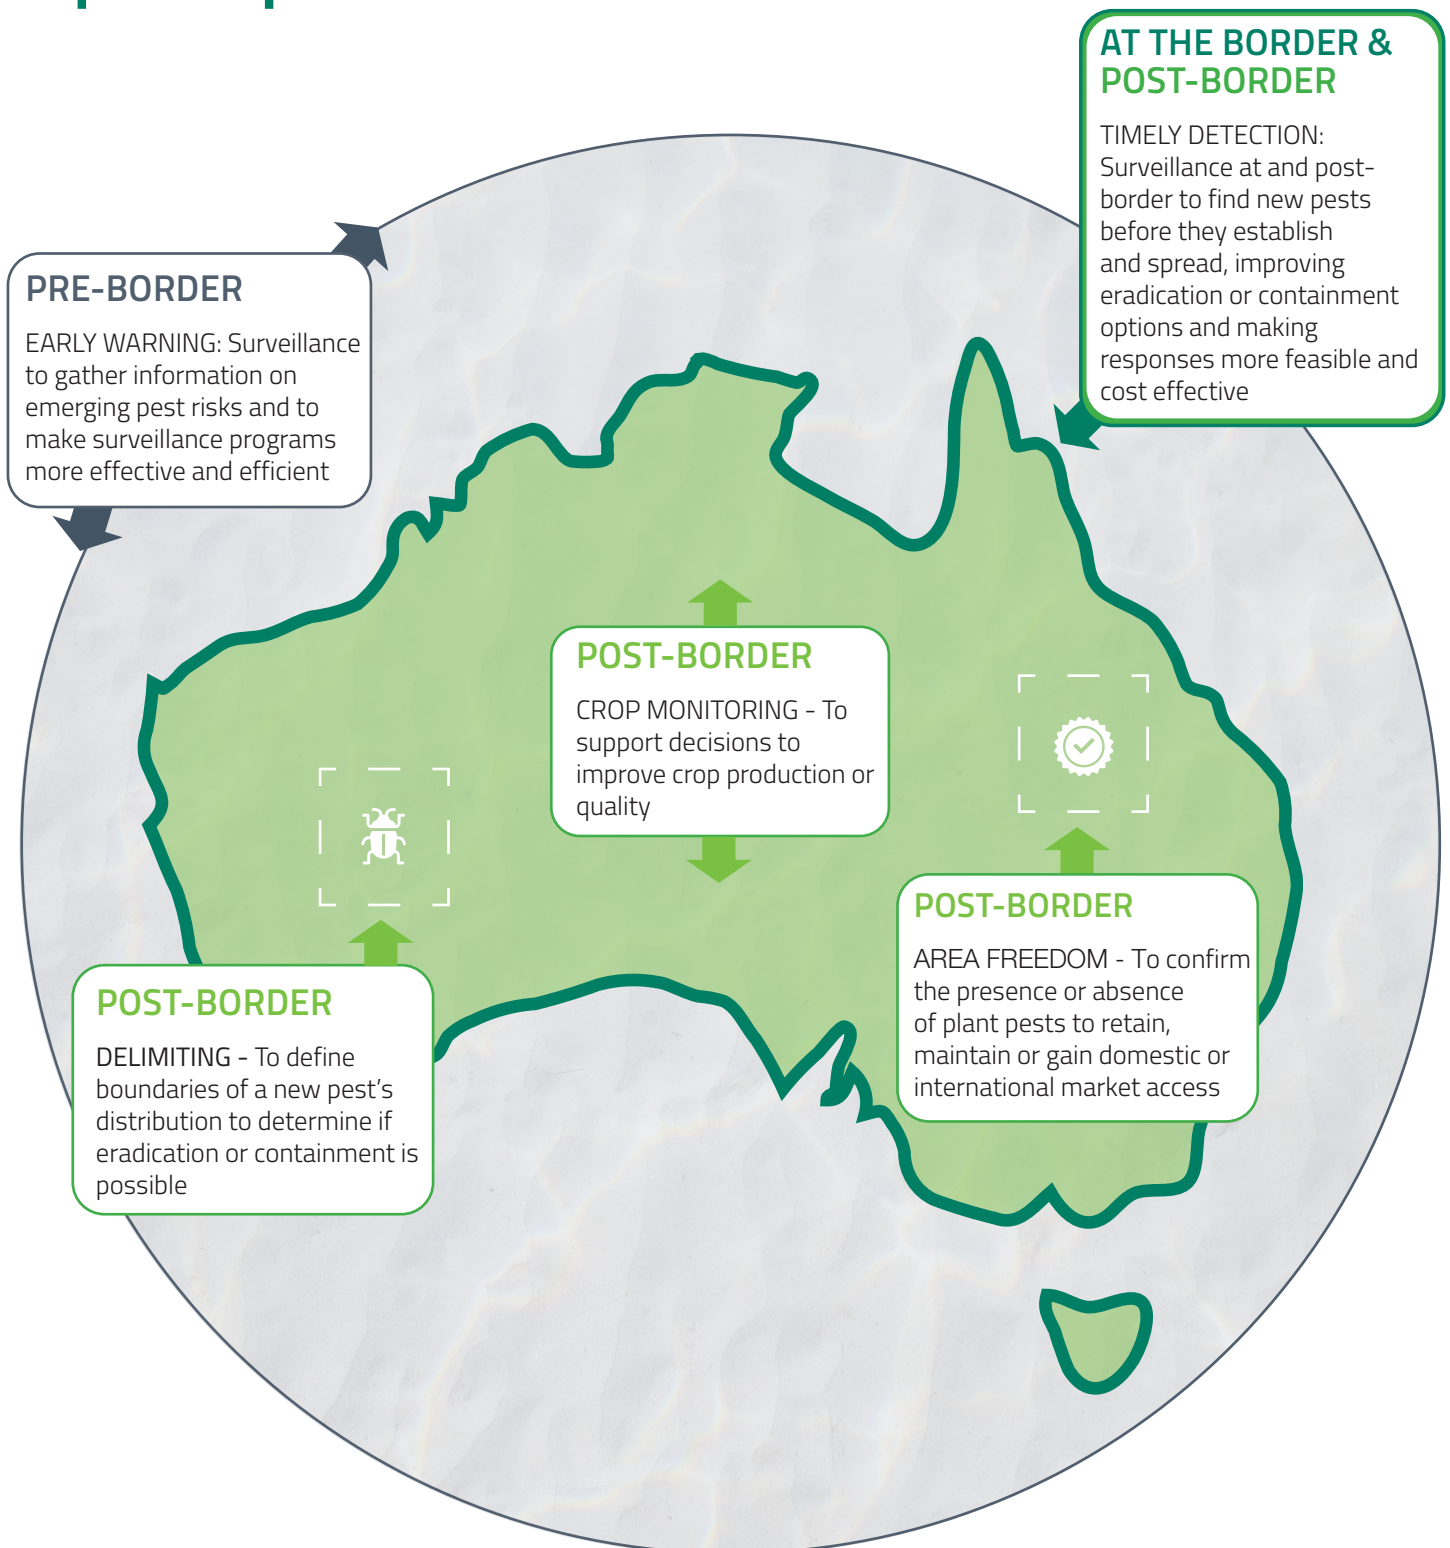 AT THE BORDER &
POST-BORDER
TIMELY DETECTION:
Surveillance at and post-
border to find new pests
before they establish
and spread, improving
eradication or containment
options and making
responses more feasible and
cost effective
PRE-BORDER
EARLY WARNING: Surveillance
to gather information on
emerging pest risks and to
make surveillance programs
more effective and efficient
POST-BORDER
CROP MONITORING - To
support decisions to
improve crop production or
quality
POST-BORDER
AREA FREEDOM - To confirm
the presence or absence
of plant pests to retain,
maintain or gain domestic or
international market access
POST-BORDER
DELIMITING - To define
boundaries of a new pest’s
distribution to determine if
eradication or containment is
possible